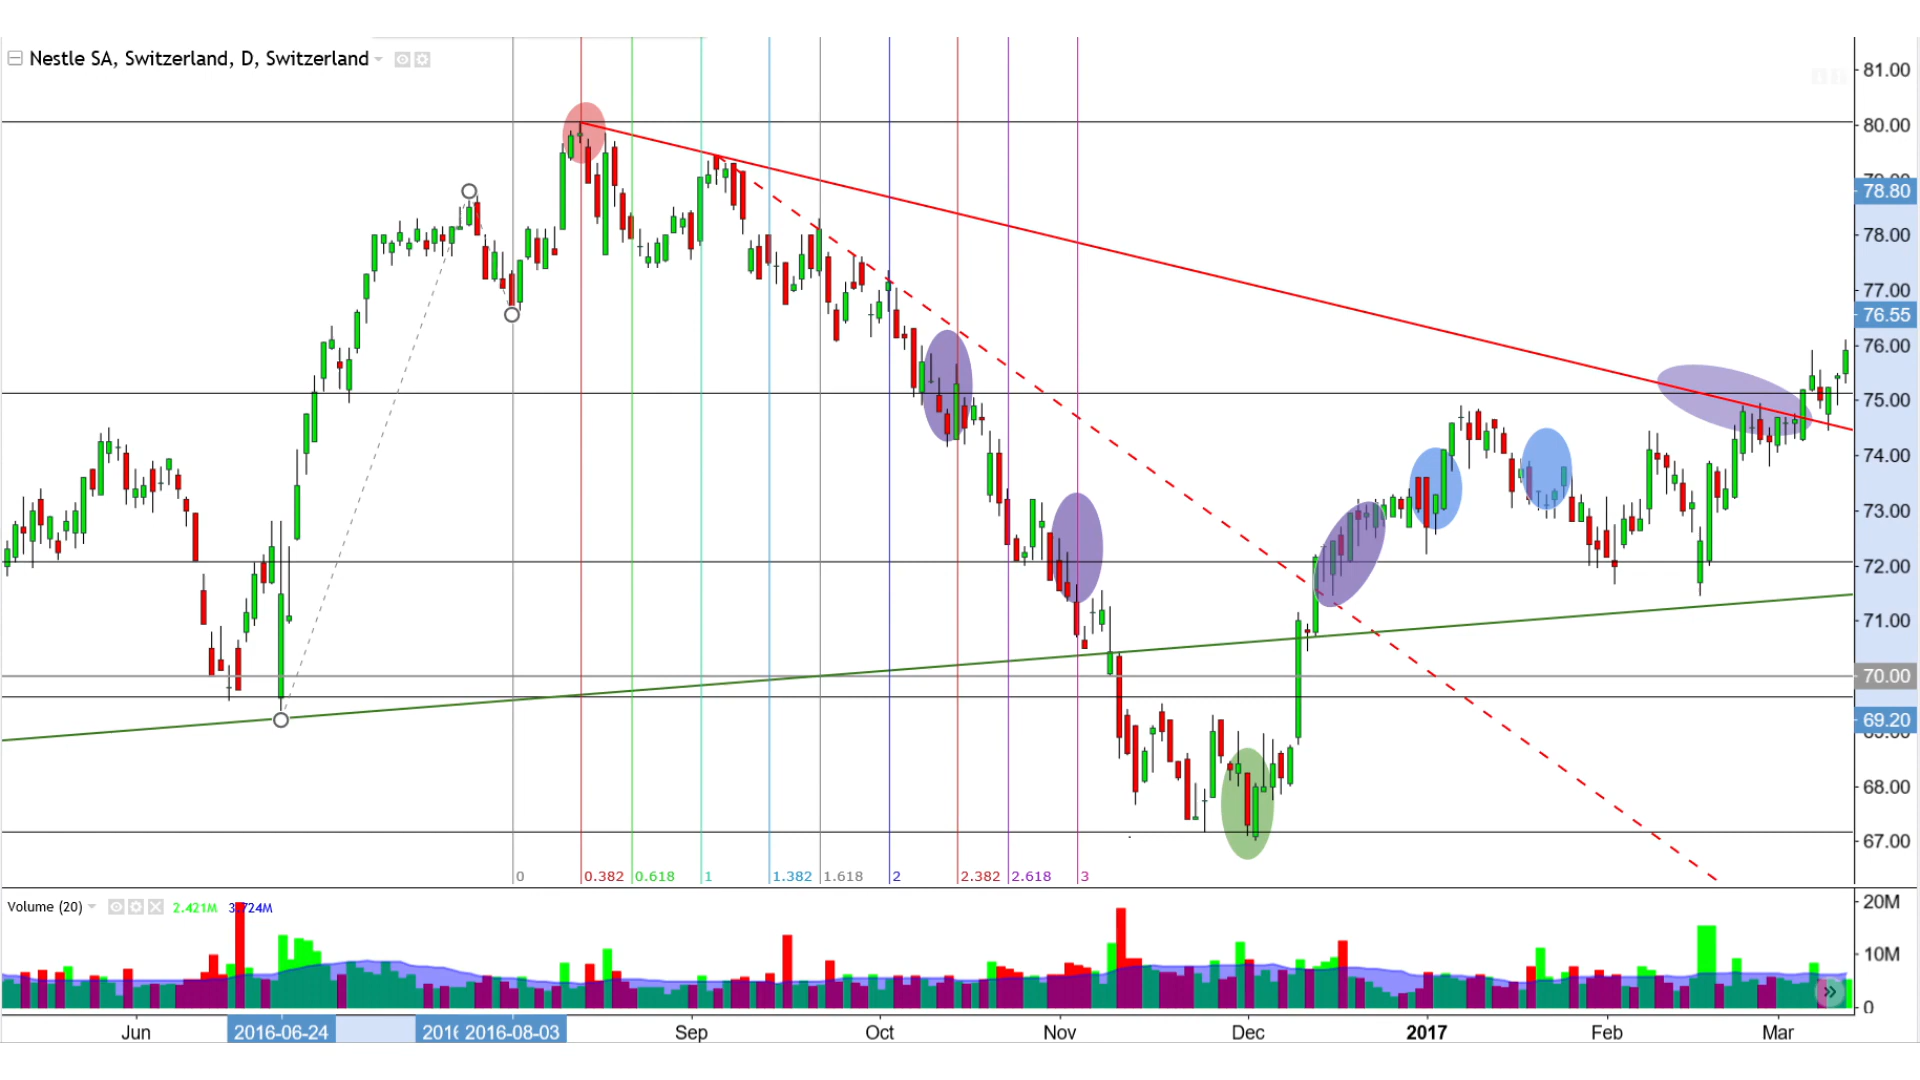 Nestle SA, Switzerland, D, Switzerland
81.00
80.00
78.80
78.00
77.00
76.55
76.00
75.00
74.00
73.00
72.00
71.00
70.00
69.20
68.00
67.00
0 0.382 0.618 1 1.382 1.618 2 2.382 2.618 3
Volume (20) 2.421M
20M
10M
0
Jun 2016-06-24 2016 2016-08-03 Sep Oct Nov Dec 2017 Feb Mar